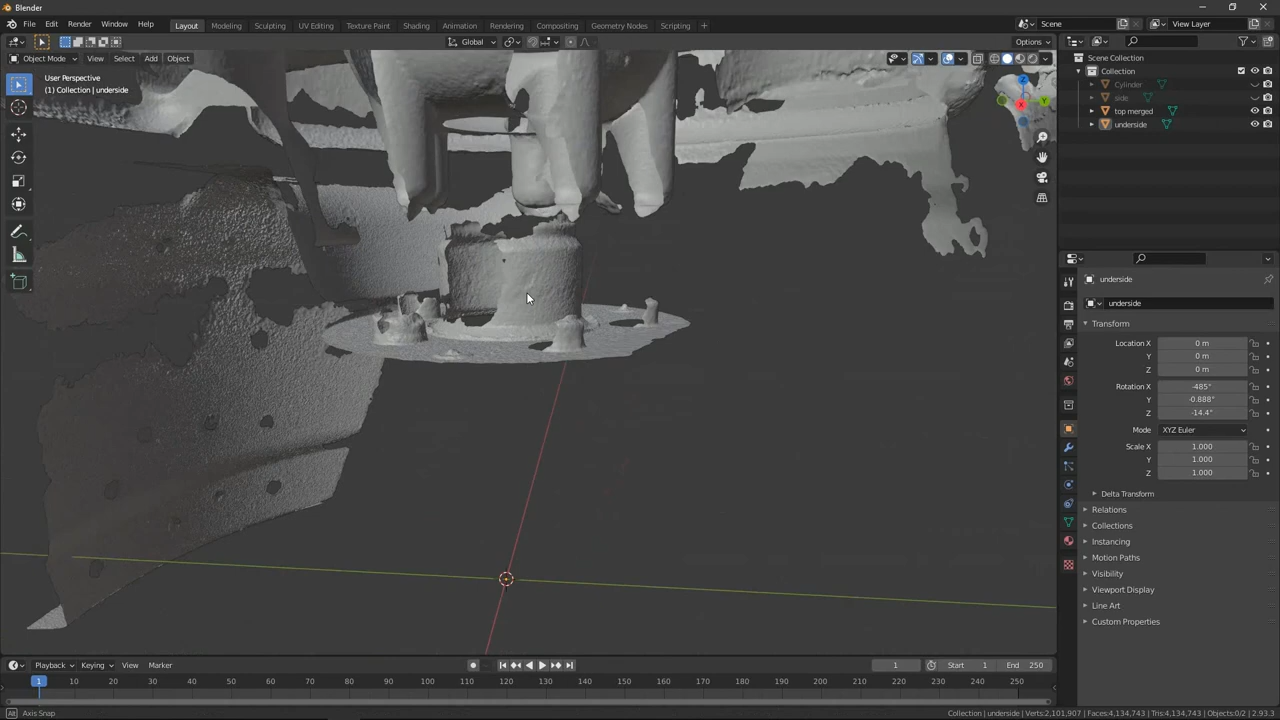 Blender
File Edit Render Window Help
Layout Modeling Sculpting UV Editing Texture Paint Shading Animation Rendering Compositing Geometry Nodes Scripting +
Scene View Layer
Global Options
Object Mode View Select Add Object
User Perspective
(1) Collection | underside
Z
Y
X
Scene Collection
Collection
Cylinder
side
top merged
underside
underside
underside
Transform
Location X 0 m
Y 0 m
Z 0 m
Rotation X -485°
Y -0.888°
Z -14.4°
Mode XYZ Euler
Scale X 1.000
Y 1.000
Z 1.000
Delta Transform
Relations
Collections
Instancing
Motion Paths
Visibility
Viewport Display
Line Art
Custom Properties
Playback Keying View Marker 1 Start 1 End 250
1 10 20 30 40 50 60 70 80 90 100 110 120 130 140 150 160 170 180 190 200 210 220 230 240 250
Alt Axis Snap Collection | underside | Verts:2,101,907 | Faces:4,134,743 | Tris:4,134,743 | Objects:0/2 | 2.93.3